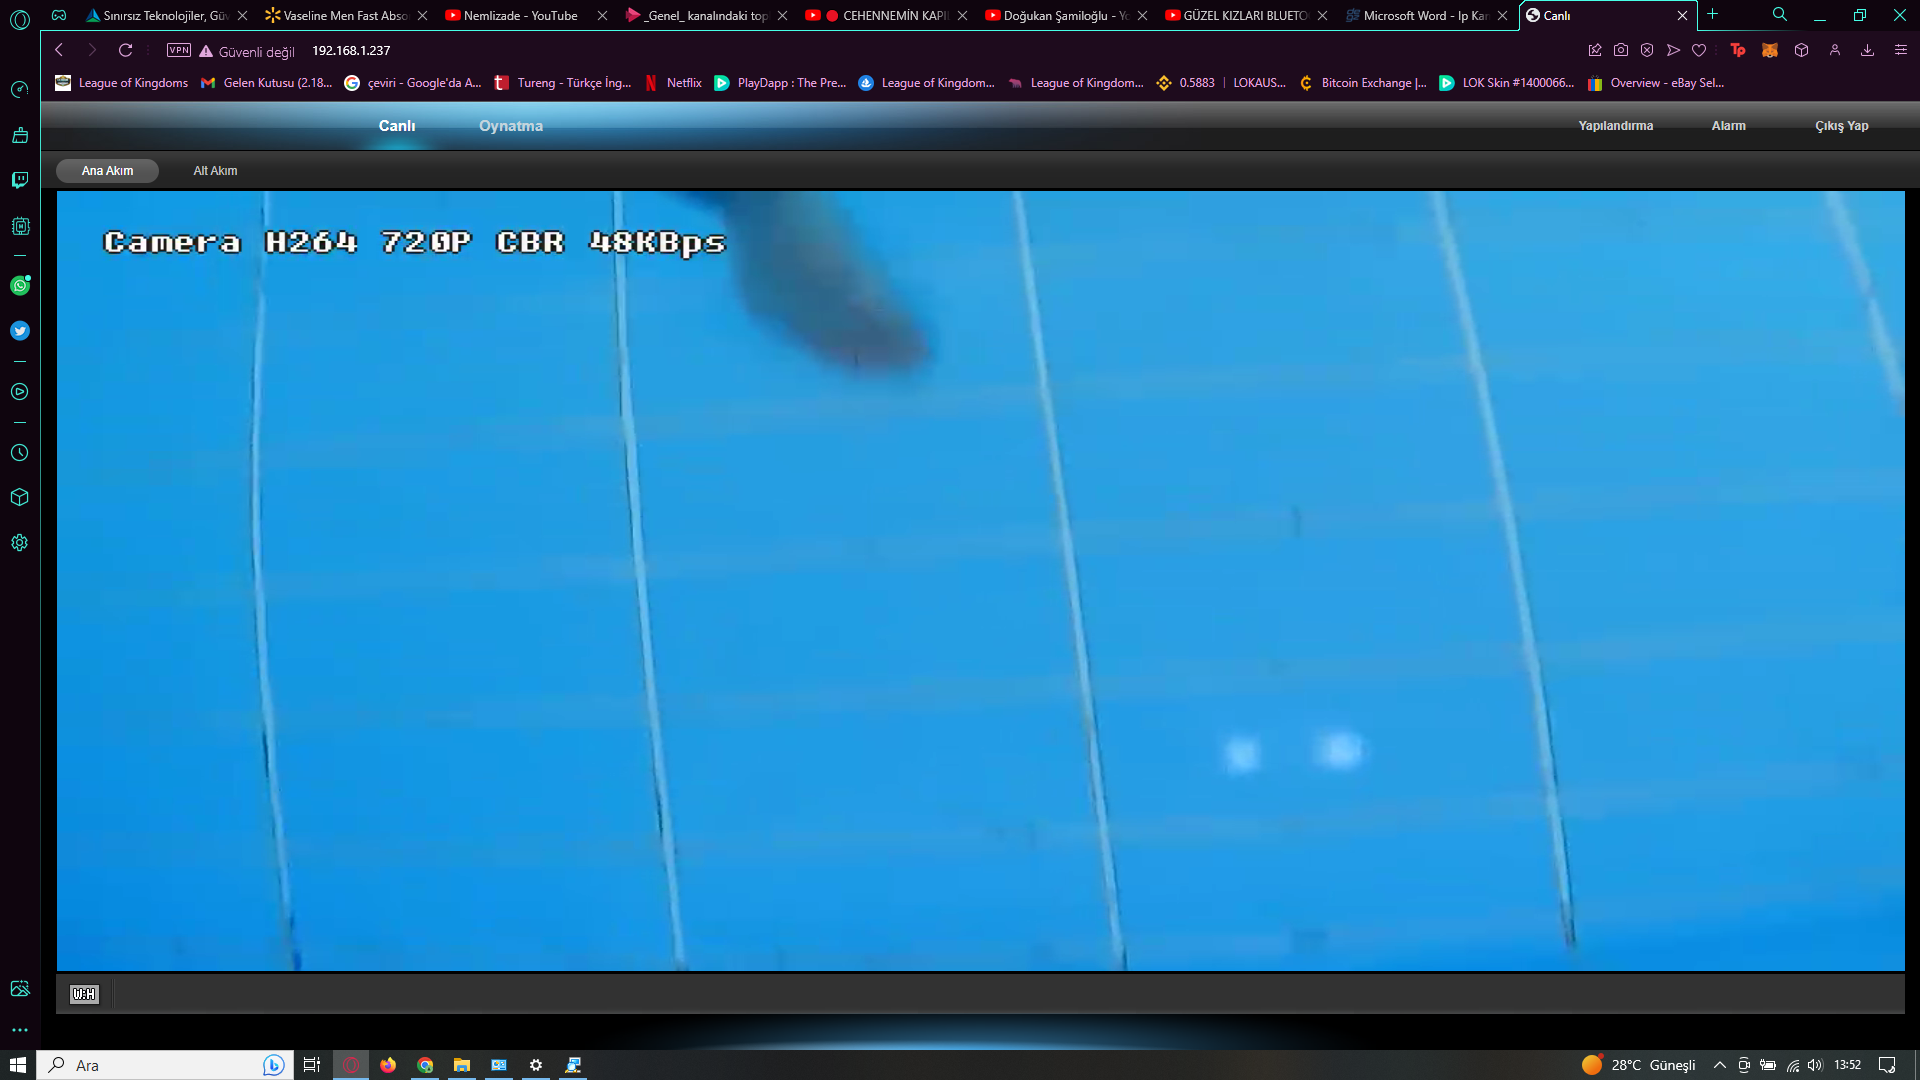 Sınırsız Teknolojiler, Güv
Vaseline Men Fast Abso
Nemlizade - YouTube
_Genel_ kanalındaki top
CEHENNEMİN KAPI
Doğukan Şamiloğlu - Yo
GÜZEL KIZLARI BLUETO
Microsoft Word - Ip Kam
Canlı
VPN
Güvenli değil
192.168.1.237
League of Kingdoms
Gelen Kutusu (2.18...
çeviri - Google'da A...
Tureng - Türkçe İng...
Netflix
PlayDapp : The Pre...
League of Kingdom...
League of Kingdom...
0.5883 | LOKAUS...
Bitcoin Exchange |...
LOK Skin #1400066...
Overview - eBay Sel...
Canlı
Oynatma
Yapılandırma
Alarm
Çıkış Yap
Ana Akım
Alt Akım
Camera H264 720P CBR 48KBps
W:H
Ara
28°C Güneşli
13:52